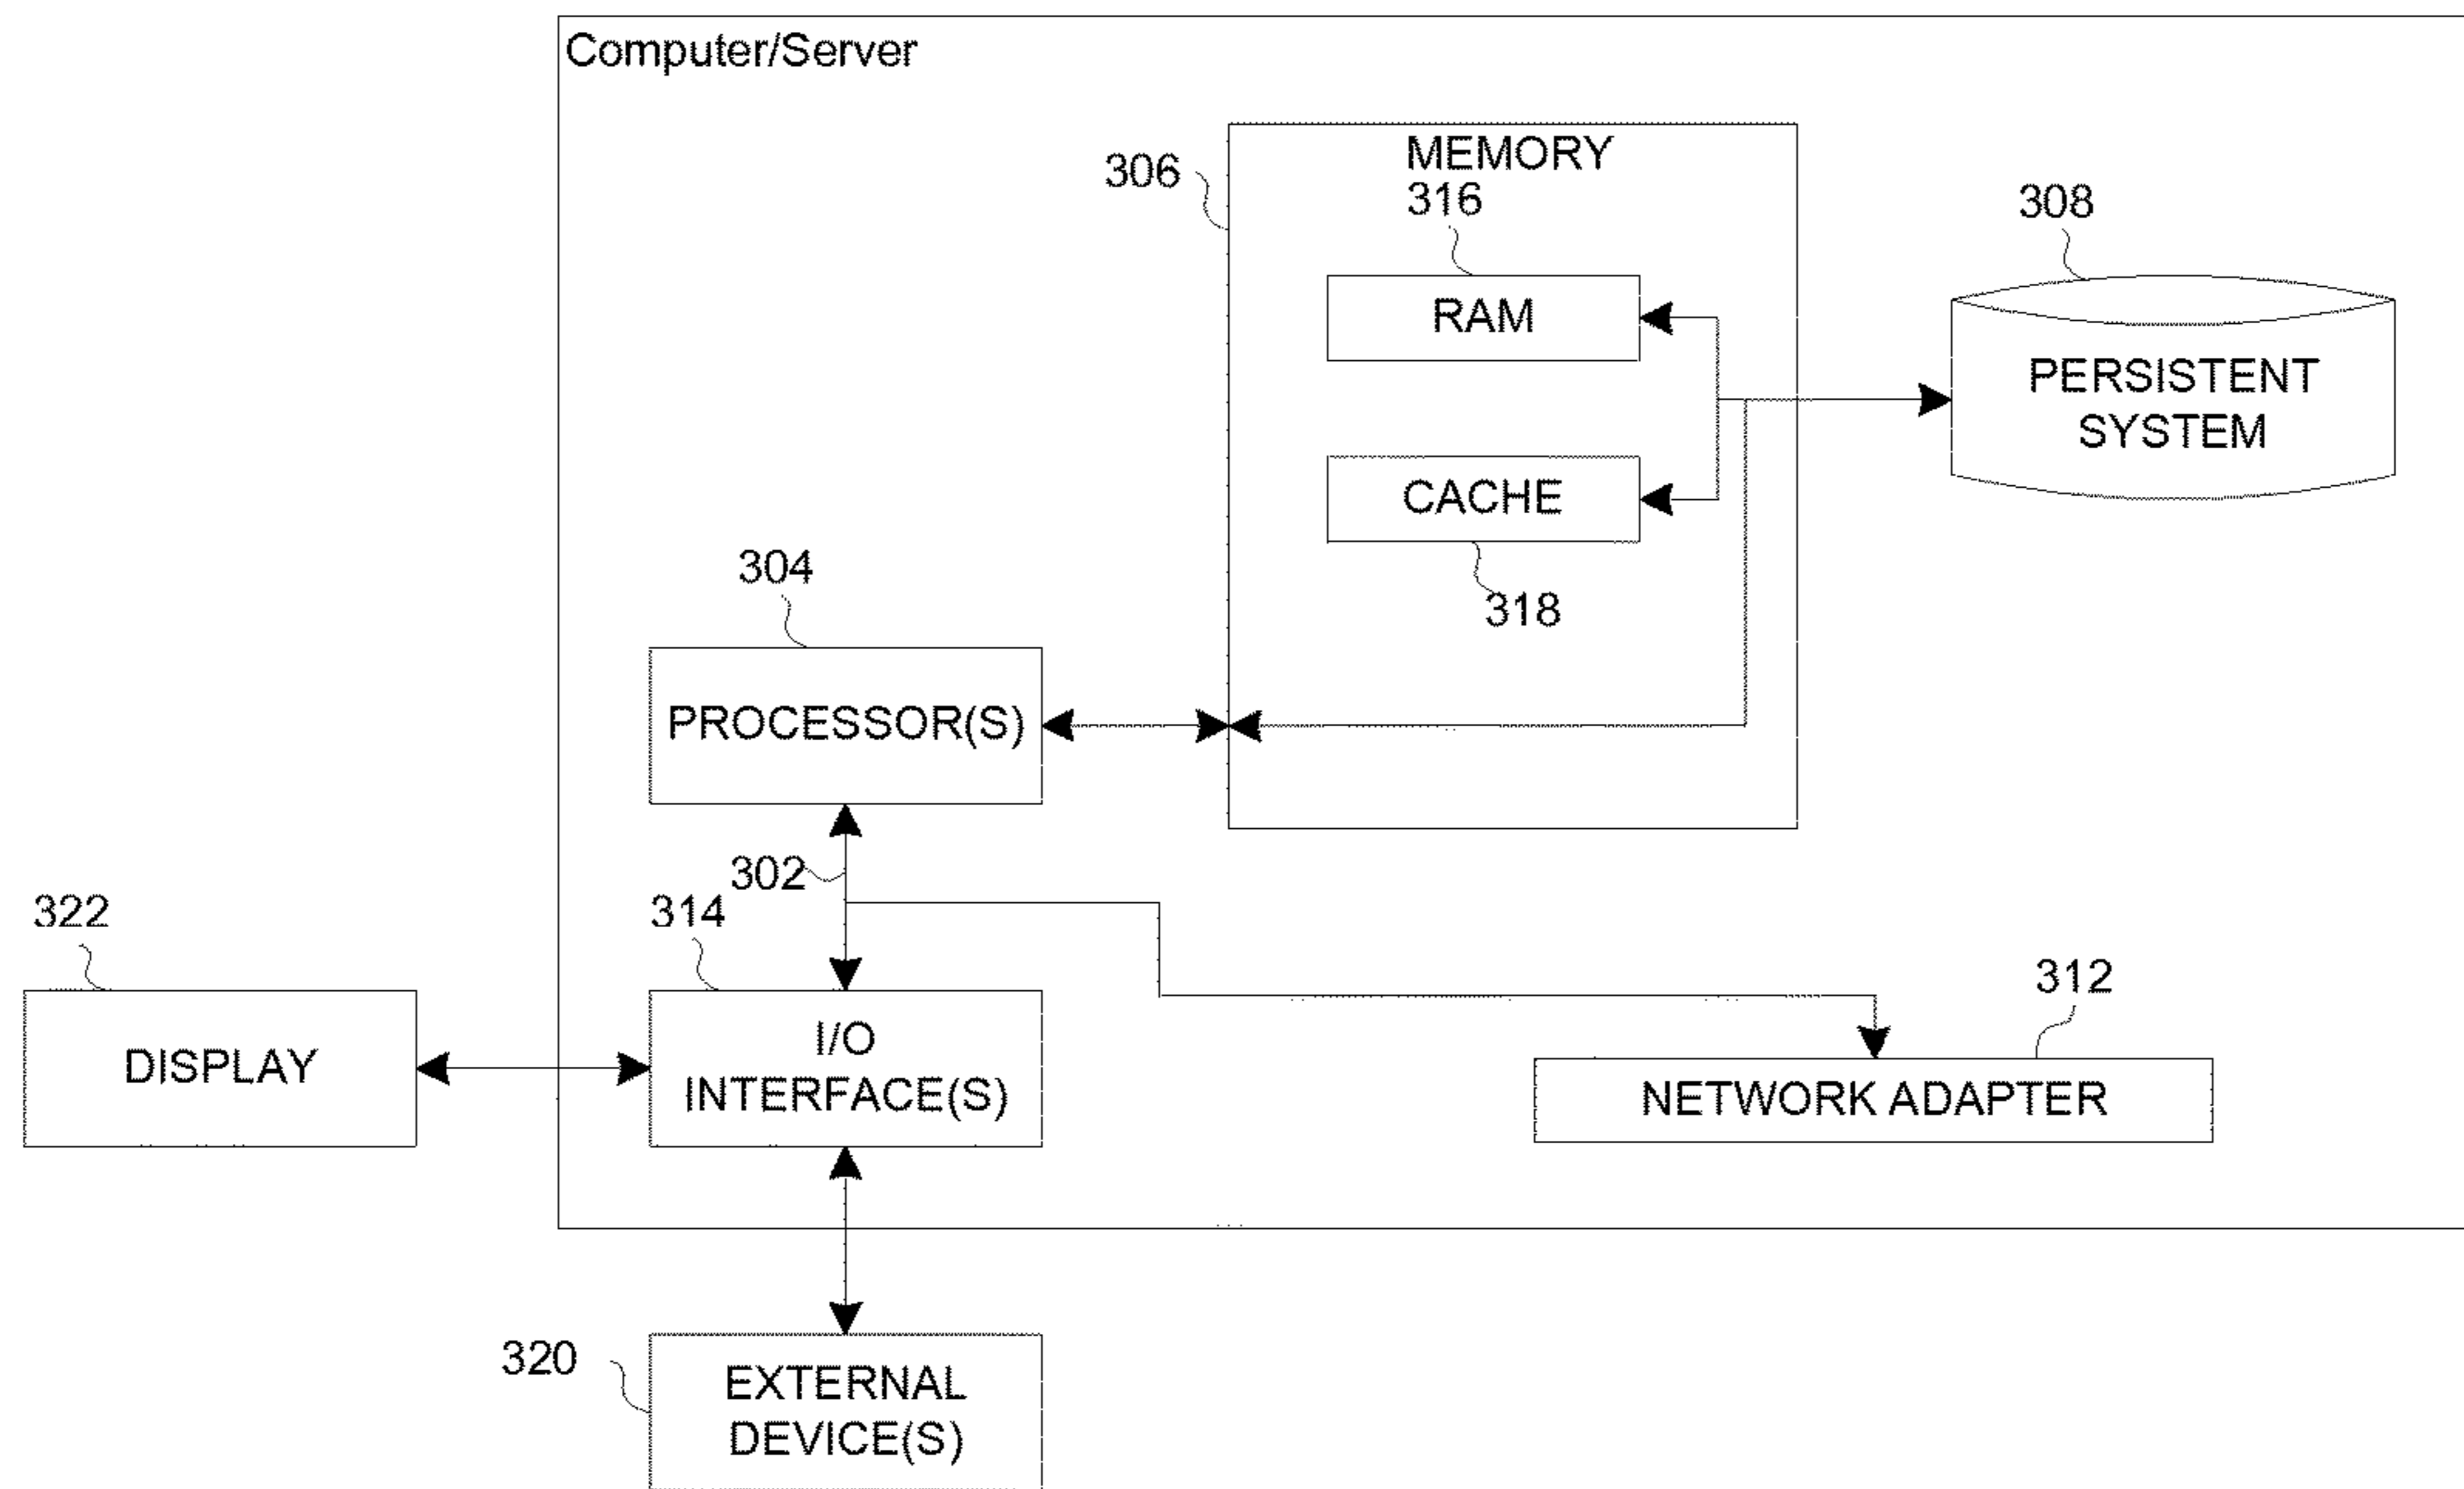 Computer/Server
MEMORY
306
316
308
RAM
PERSISTENT
SYSTEM
CACHE
304
318
PROCESSOR(S)
302
322
314
312
I/O
INTERFACE(S)
DISPLAY
NETWORK ADAPTER
320
EXTERNAL
DEVICE(S)